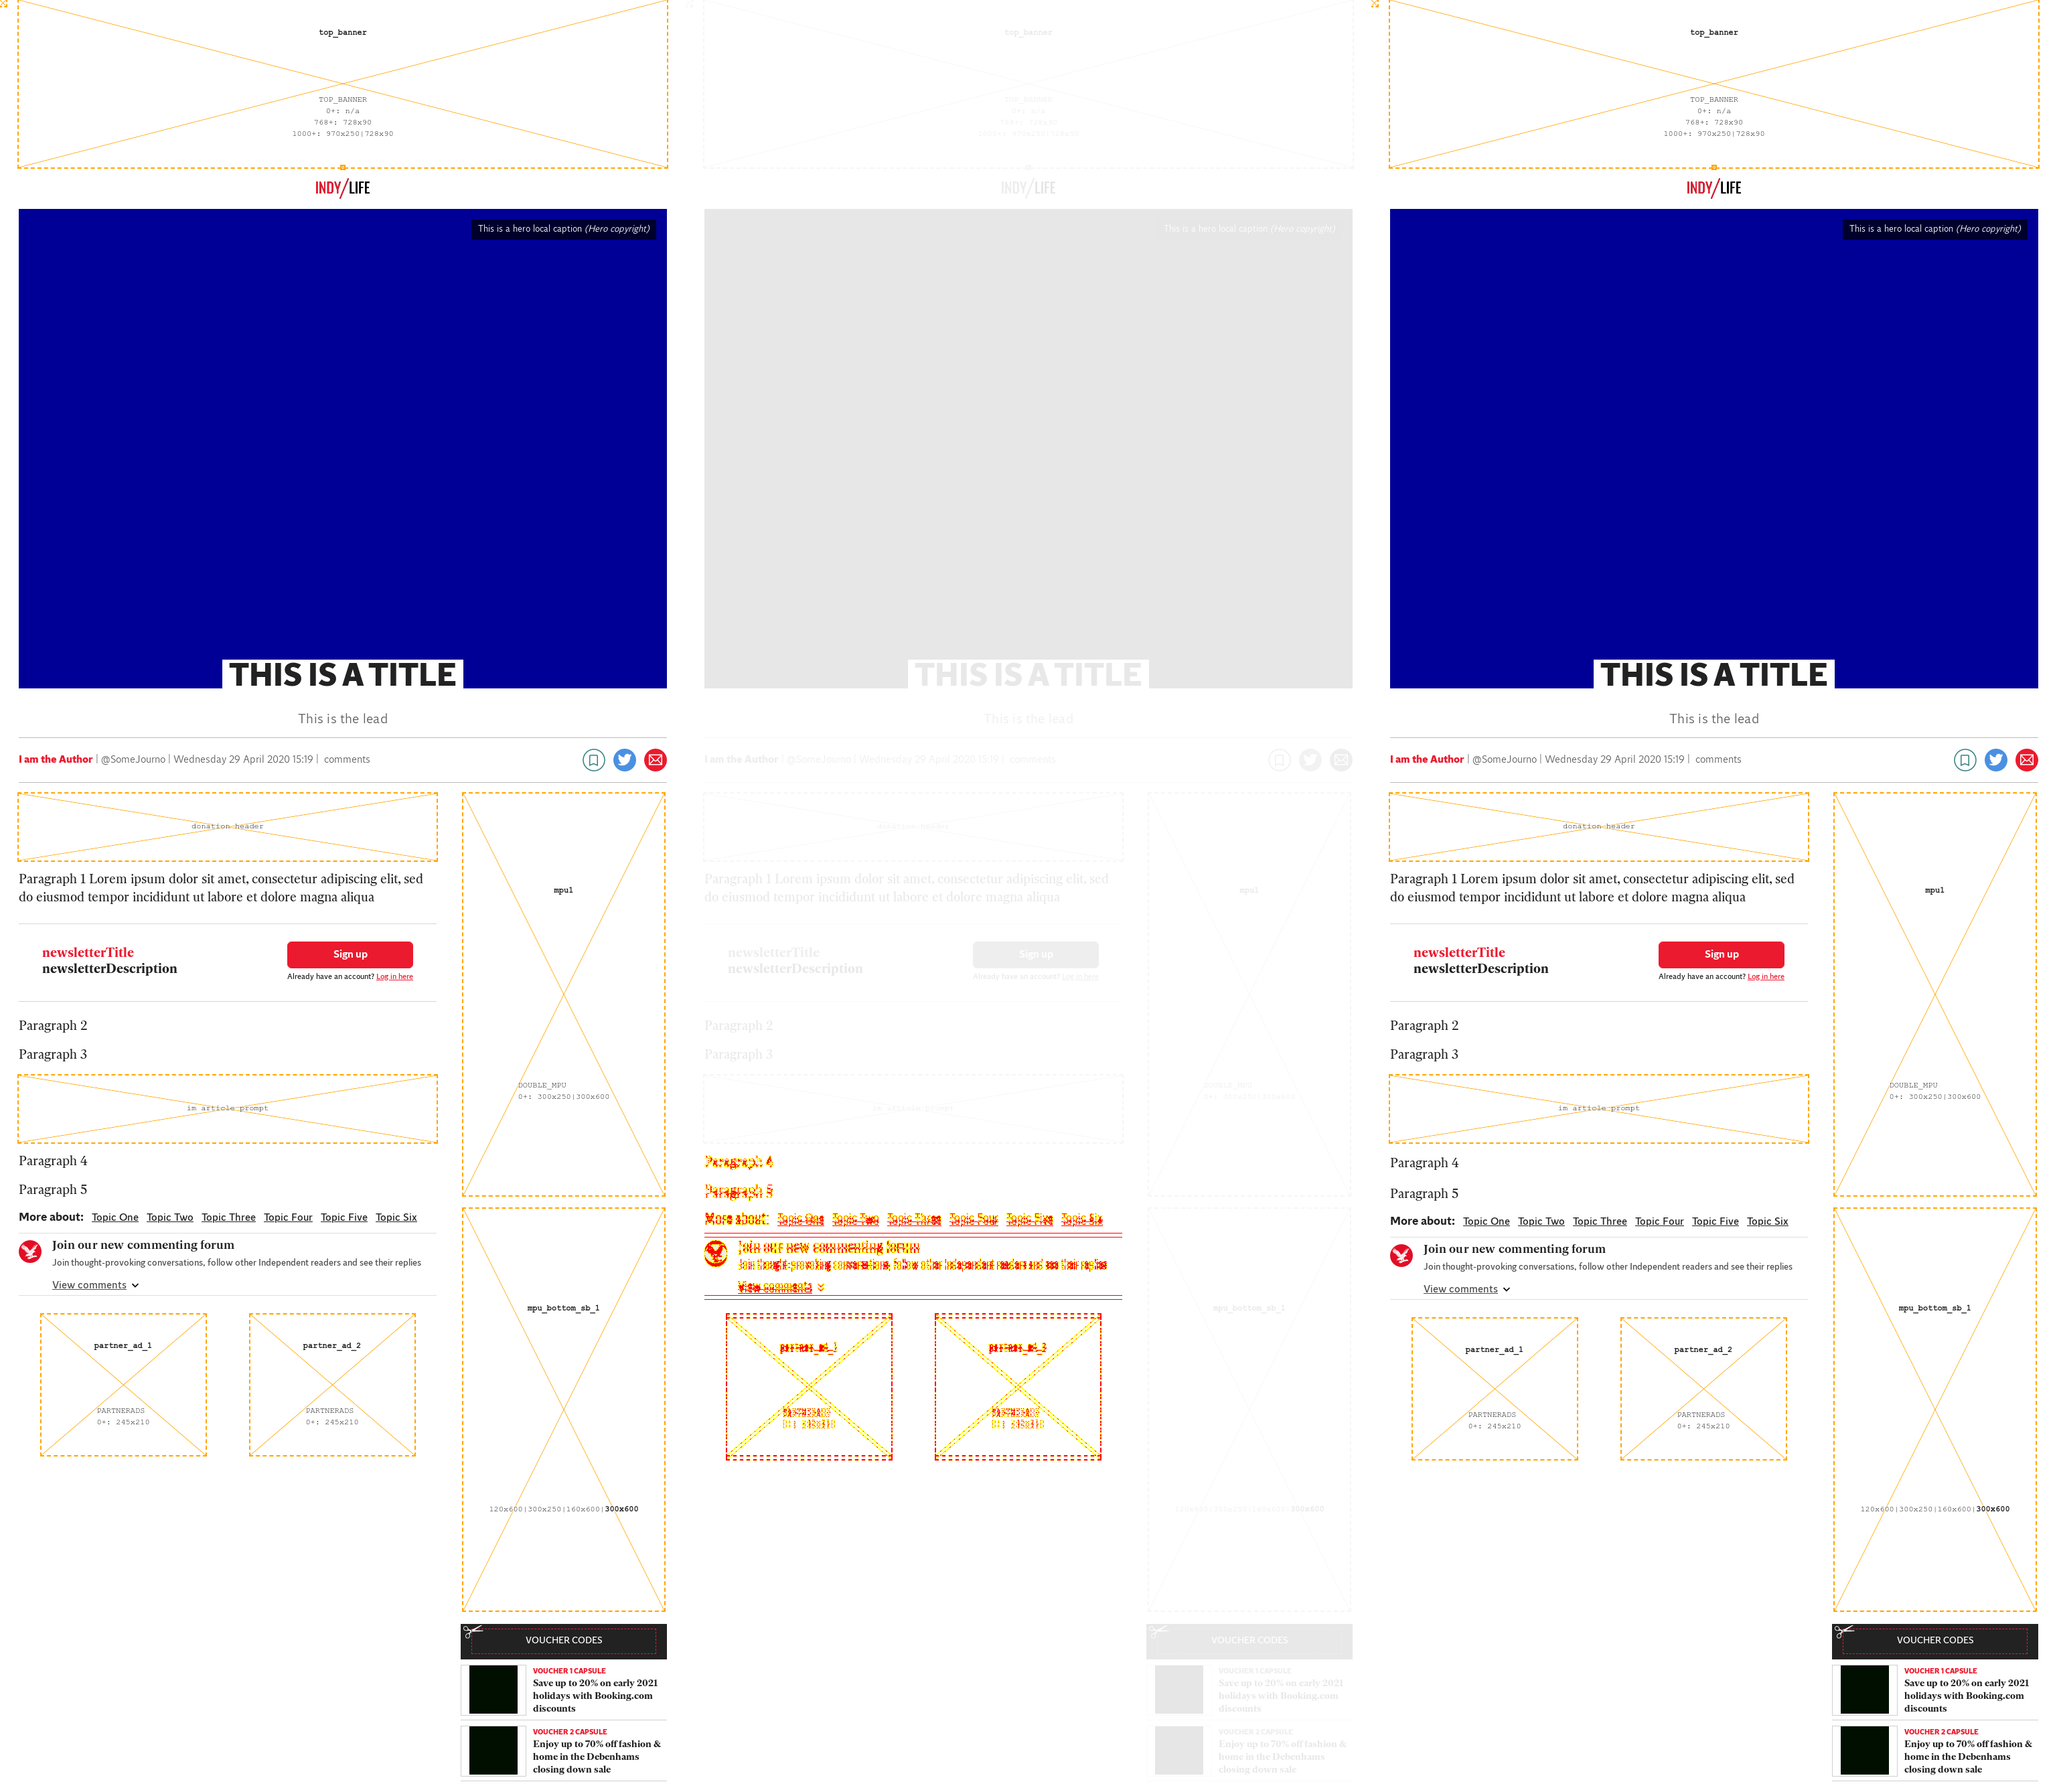 top_banner
TOP_BANNER
0+: n/a
768+: 728x90
1000+: 970x250|728x90
INDY/LIFE
This is a hero local caption (Hero copyright)
THIS IS A TITLE
This is the lead
I am the Author | @SomeJourno | Wednesday 29 April 2020 15:19 | comments
donation header
Paragraph 1 Lorem ipsum dolor sit amet, consectetur adipiscing elit, sed
do eiusmod tempor incididunt ut labore et dolore magna aliqua
newsletterTitle
newsletterDescription
Sign up
Already have an account? Log in here
Paragraph 2
Paragraph 3
im article prompt
Paragraph 4
Paragraph 5
More about: Topic One Topic Two Topic Three Topic Four Topic Five Topic Six
Join our new commenting forum
Join thought-provoking conversations, follow other Independent readers and see their replies
View comments
partner_ad_1
PARTNERADS
0+: 245x210
partner_ad_2
PARTNERADS
0+: 245x210
mpu1
DOUBLE_MPU
0+: 300x250|300x600
mpu_bottom_sb_1
120x600|300x250|160x600|300x600
VOUCHER CODES
VOUCHER 1 CAPSULE
Save up to 20% on early 2021
holidays with Booking.com
discounts
VOUCHER 2 CAPSULE
Enjoy up to 70% off fashion &
home in the Debenhams
closing down sale
top_banner
TOP_BANNER
0+: n/a
768+: 728x90
1000+: 970x250|728x90
INDY/LIFE
This is a hero local caption (Hero copyright)
THIS IS A TITLE
This is the lead
I am the Author | @SomeJourno | Wednesday 29 April 2020 15:19 | comments
donation header
Paragraph 1 Lorem ipsum dolor sit amet, consectetur adipiscing elit, sed
do eiusmod tempor incididunt ut labore et dolore magna aliqua
newsletterTitle
newsletterDescription
Sign up
Already have an account? Log in here
Paragraph 2
Paragraph 3
im article prompt
Paragraph 4
Paragraph 5
More about: Topic One Topic Two Topic Three Topic Four Topic Five Topic Six
Join our new commenting forum
View comments
partner_ad_1
partner_ad_2
mpu1
DOUBLE_MPU
0+: 300x250|300x600
mpu_bottom_sb_1
120x600|300x250|160x600|300x600
VOUCHER CODES
VOUCHER 1 CAPSULE
Save up to 20% on early 2021
holidays with Booking.com
discounts
VOUCHER 2 CAPSULE
Enjoy up to 70% off fashion &
home in the Debenhams
closing down sale
top_banner
TOP_BANNER
0+: n/a
768+: 728x90
1000+: 970x250|728x90
INDY/LIFE
This is a hero local caption (Hero copyright)
THIS IS A TITLE
This is the lead
I am the Author | @SomeJourno | Wednesday 29 April 2020 15:19 | comments
donation header
Paragraph 1 Lorem ipsum dolor sit amet, consectetur adipiscing elit, sed
do eiusmod tempor incididunt ut labore et dolore magna aliqua
newsletterTitle
newsletterDescription
Sign up
Already have an account? Log in here
Paragraph 2
Paragraph 3
im article prompt
Paragraph 4
Paragraph 5
More about: Topic One Topic Two Topic Three Topic Four Topic Five Topic Six
Join our new commenting forum
Join thought-provoking conversations, follow other Independent readers and see their replies
View comments
partner_ad_1
PARTNERADS
0+: 245x210
partner_ad_2
PARTNERADS
0+: 245x210
mpu1
DOUBLE_MPU
0+: 300x250|300x600
mpu_bottom_sb_1
120x600|300x250|160x600|300x600
VOUCHER CODES
VOUCHER 1 CAPSULE
Save up to 20% on early 2021
holidays with Booking.com
discounts
VOUCHER 2 CAPSULE
Enjoy up to 70% off fashion &
home in the Debenhams
closing down sale